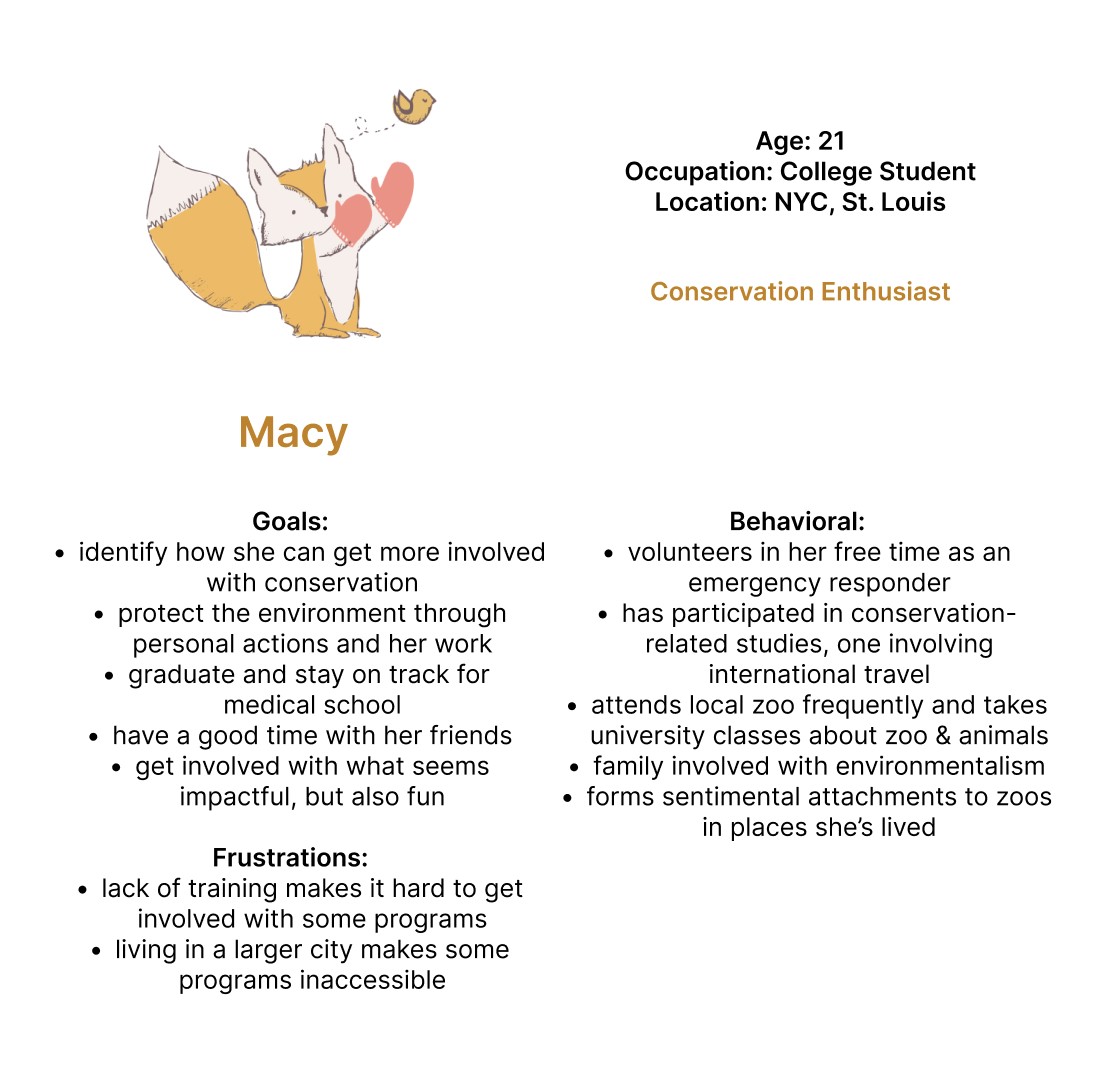 Age: 21
Occupation: College Student
Location: NYC, St. Louis
Conservation Enthusiast
Macy
Goals:
• identify how she can get more involved
with conservation
• protect the environment through
personal actions and her work
• graduate and stay on track for
medical school
• have a good time with her friends
• get involved with what seems
impactful, but also fun
Frustrations:
• lack of training makes it hard to get
involved with some programs
• living in a larger city makes some
programs inaccessible
Behavioral:
• volunteers in her free time as an
emergency responder
• has participated in conservation-
related studies, one involving
international travel
• attends local zoo frequently and takes
university classes about zoo & animals
• family involved with environmentalism
• forms sentimental attachments to zoos
in places she’s lived